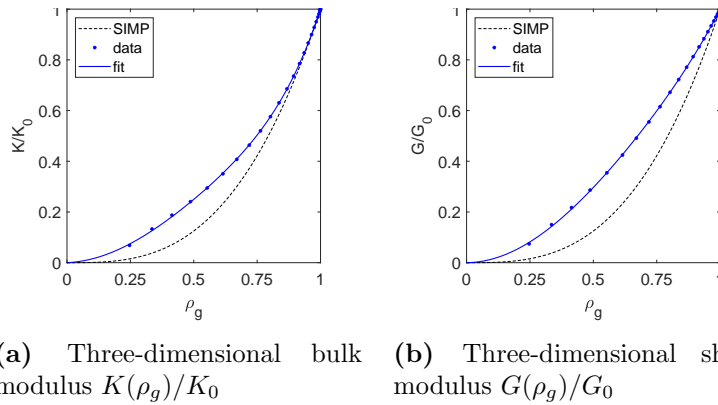 1
SIMP
data
fit
0.8
0.6
K/K0
0.4
0.2
0
0 0.25 0.5 0.75 1
ρg
1
SIMP
data
fit
0.8
0.6
G/G0
0.4
0.2
0
0 0.25 0.5 0.75 1
ρg
(a) Three-dimensional bulk
modulus K(ρg)/K0
(b) Three-dimensional
modulus G(ρg)/G0